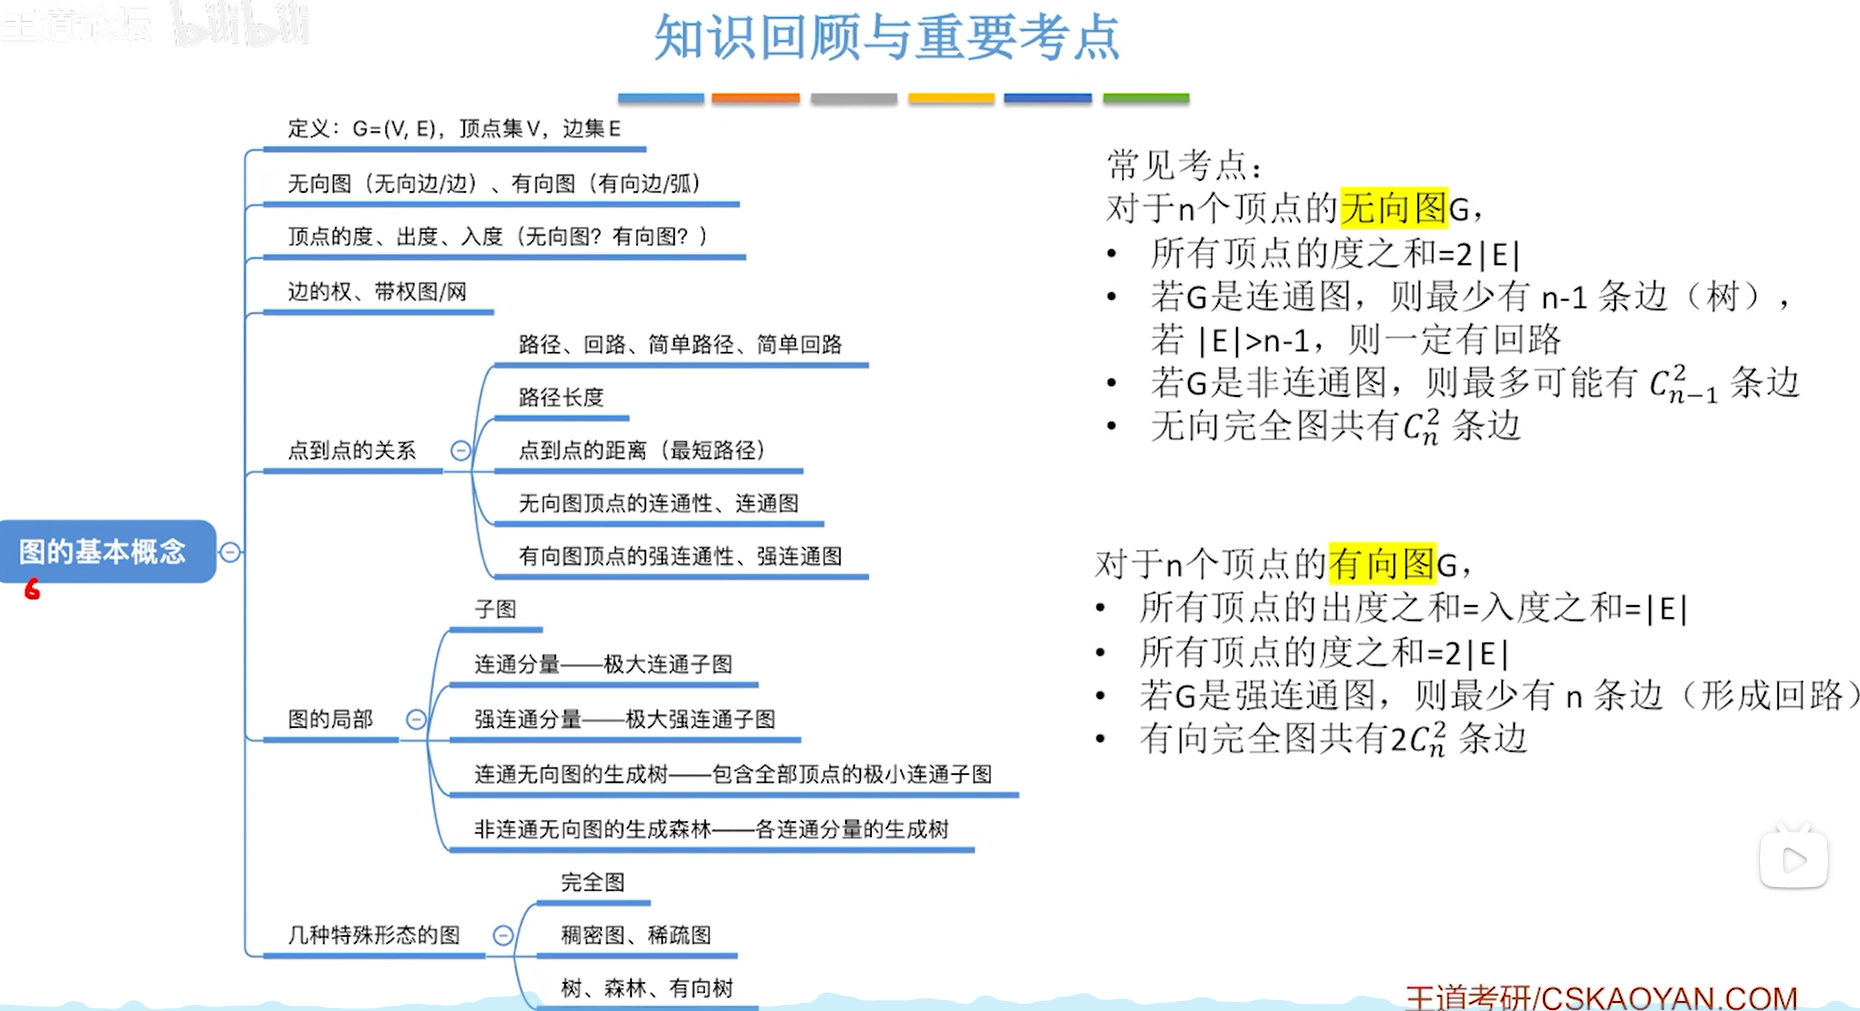 王道论坛 bilibili
知识回顾与重要考点
定义：G=(V, E)，顶点集V，边集E
无向图（无向边/边）、有向图（有向边/弧）
顶点的度、出度、入度（无向图？有向图？）
边的权、带权图/网
点到点的关系
路径、回路、简单路径、简单回路
路径长度
点到点的距离（最短路径）
无向图顶点的连通性、连通图
有向图顶点的强连通性、强连通图
图的基本概念
6
图的局部
子图
连通分量——极大连通子图
强连通分量——极大强连通子图
连通无向图的生成树——包含全部顶点的极小连通子图
非连通无向图的生成森林——各连通分量的生成树
几种特殊形态的图
完全图
稠密图、稀疏图
树、森林、有向树
常见考点：
对于n个顶点的无向图G，
• 所有顶点的度之和=2|E|
• 若G是连通图，则最少有 n-1 条边（树），
若 |E|>n-1，则一定有回路
• 若G是非连通图，则最多可能有 $C_{n-1}^2$ 条边
• 无向完全图共有$C_n^2$ 条边
对于n个顶点的有向图G，
• 所有顶点的出度之和=入度之和=|E|
• 所有顶点的度之和=2|E|
• 若G是强连通图，则最少有 n 条边（形成回路）
• 有向完全图共有2$C_n^2$ 条边
王道考研/CSKAOYAN.COM